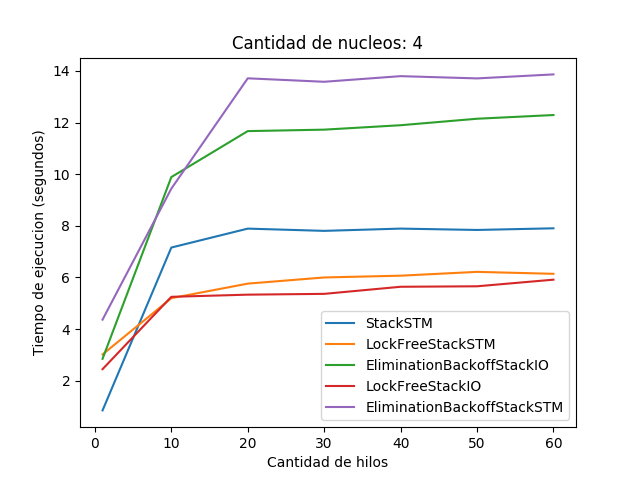 Cantidad de nucleos: 4
Tiempo de ejecucion (segundos)
14
12
10
8
6
4
2
StackSTM
LockFreeStackSTM
EliminationBackoffStackIO
LockFreeStackIO
EliminationBackoffStackSTM
0 10 20 30 40 50 60
Cantidad de hilos